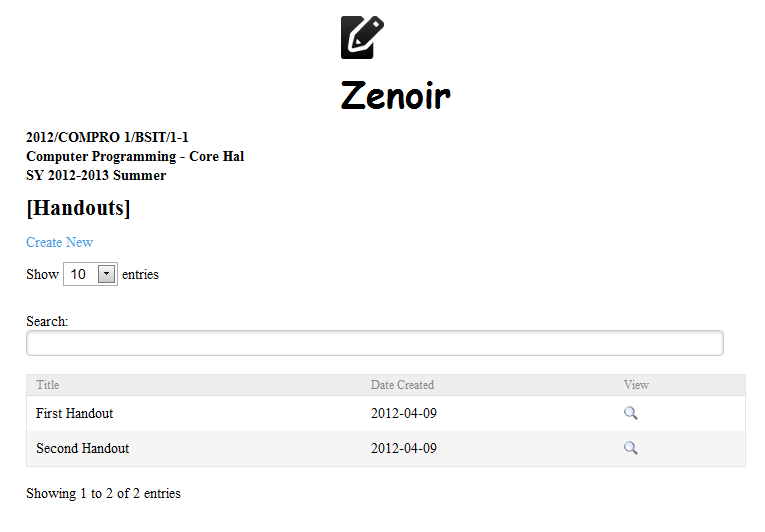 Zenoir
2012/COMPRO 1/BSIT/1-1
Computer Programming - Core Hal
SY 2012-2013 Summer
[Handouts]
Create New
Show 10 entries
Search:
Title Date Created View
First Handout 2012-04-09
Second Handout 2012-04-09
Showing 1 to 2 of 2 entries